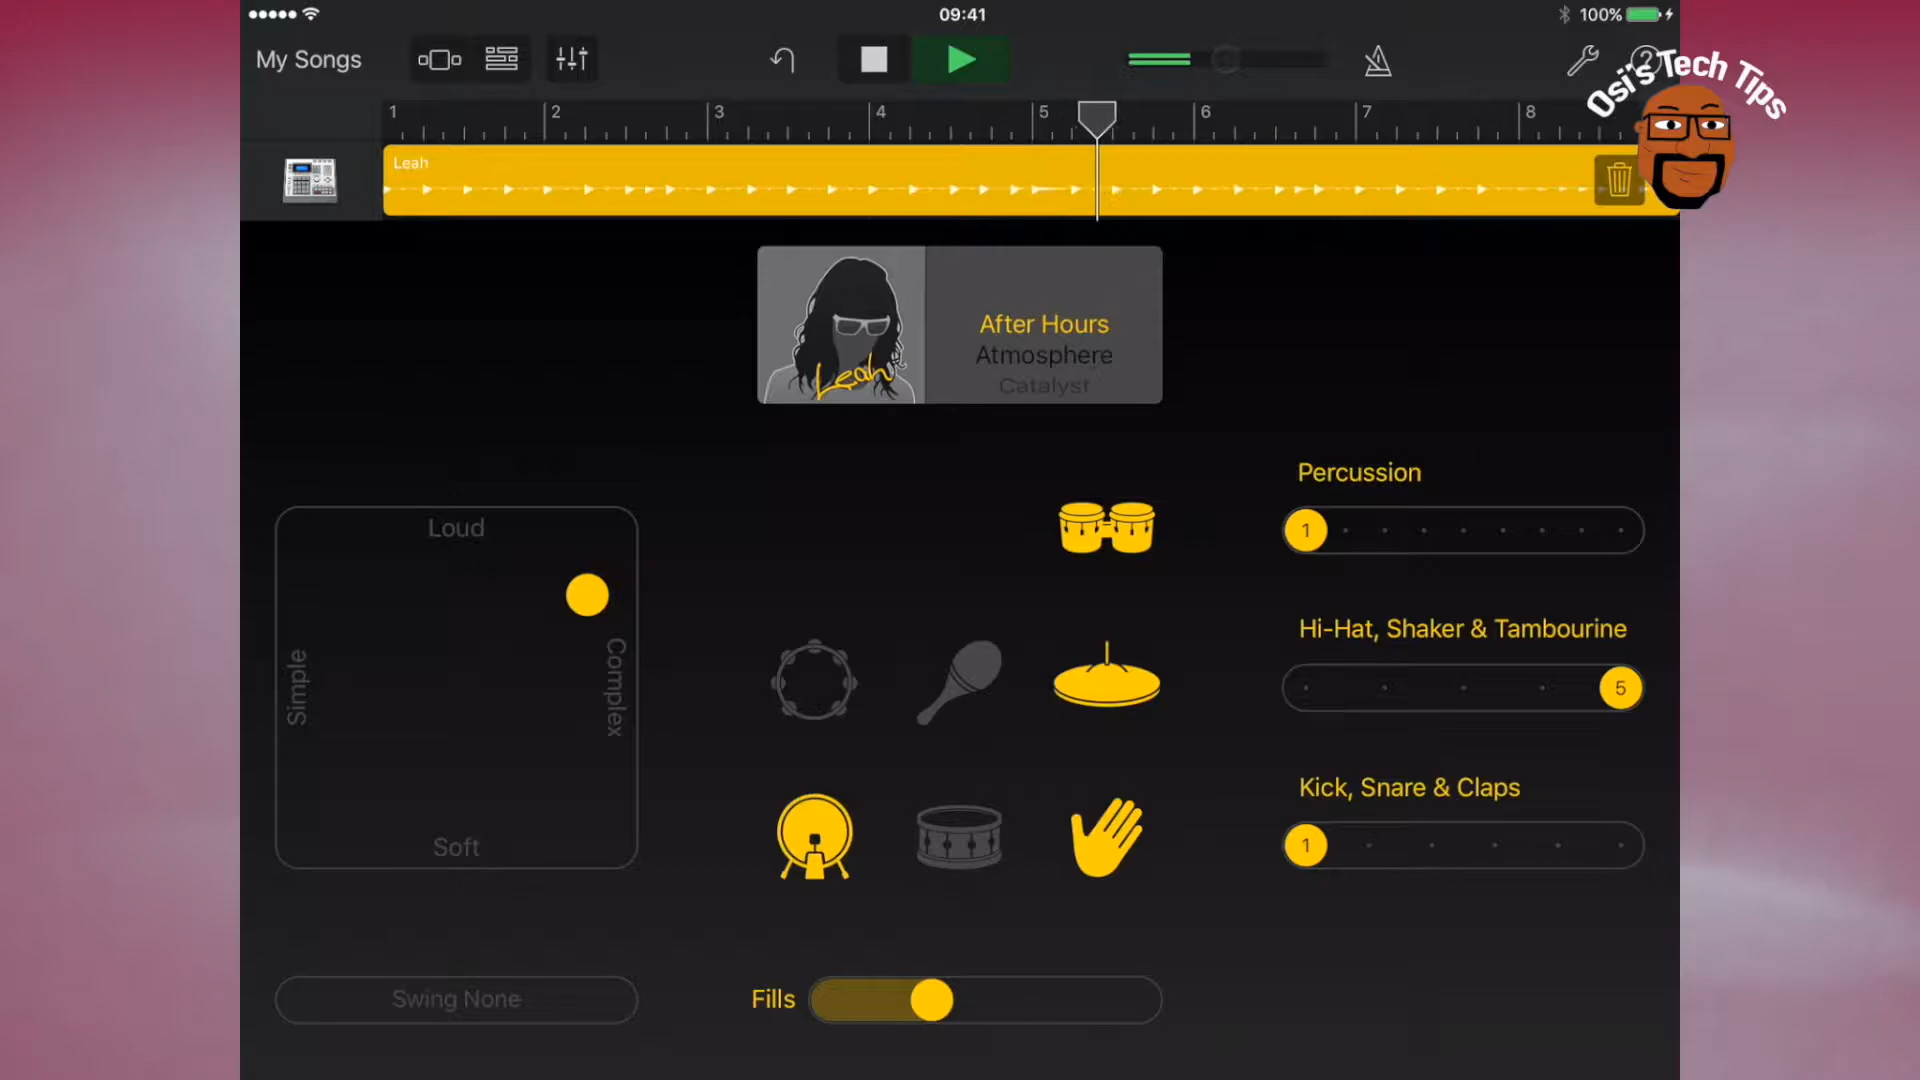 09:41
100%
My Songs
?
Osi's Tech Tips
1 2 3 4 5 6 7 8
Leah
Leah
After Hours
Atmosphere
Catalyst
Percussion
1
Loud
Simple
Complex
Soft
Hi-Hat, Shaker & Tambourine
5
Kick, Snare & Claps
1
Swing None
Fills